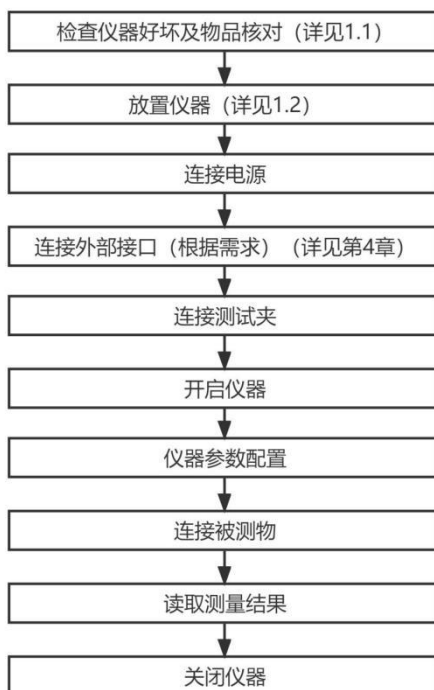 检查仪器好坏及物品核对（详见1.1）
放置仪器（详见1.2）
连接电源
连接外部接口（根据需求）（详见第4章）
连接测试夹
开启仪器
仪器参数配置
连接被测物
读取测量结果
关闭仪器